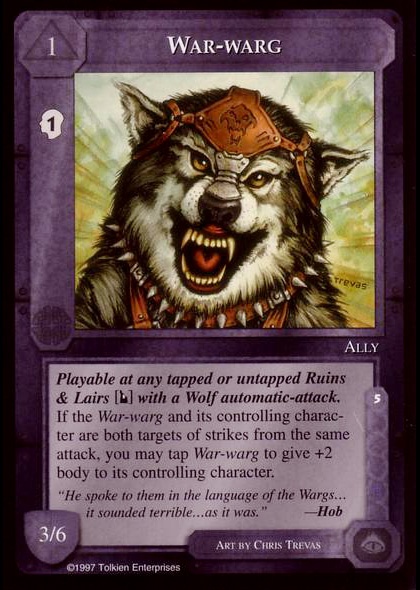 1
WAR-WARG
1
TREVAS
ALLY
Playable at any tapped or untapped Ruins
& Lairs [ ] with a Wolf automatic-attack.
If the War-warg and its controlling charac-
ter are both targets of strikes from the same
attack, you may tap War-warg to give +2
body to its controlling character.
5
"He spoke to them in the language of the Wargs...
it sounded terrible...as it was." —Hob
3/6
ART BY CHRIS TREVAS
©1997 Tolkien Enterprises